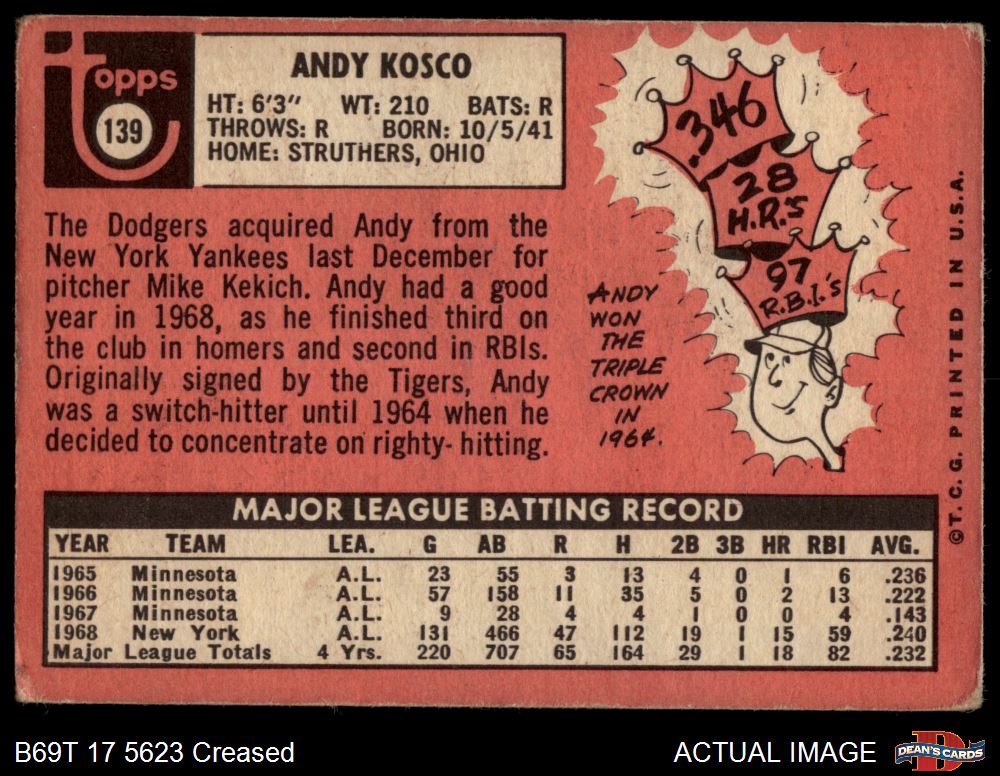 Topps
139
ANDY KOSCO
HT: 6'3" WT: 210 BATS: R
THROWS: R BORN: 10/5/41
HOME: STRUTHERS, OHIO
The Dodgers acquired Andy from the
New York Yankees last December for
pitcher Mike Kekich. Andy had a good
year in 1968, as he finished third on
the club in homers and second in RBIs.
Originally signed by the Tigers, Andy
was a switch-hitter until 1964 when he
decided to concentrate on righty- hitting.
.346
28
H.R.'S
97
R.B.I.'s
ANDY
WON
THE
TRIPLE
CROWN
IN
1964.
©T. C. G. PRINTED IN U.S.A.
MAJOR LEAGUE BATTING RECORD
YEAR TEAM LEA. G AB R H 2B 3B HR RBI AVG.
1965 Minnesota A.L. 23 55 3 13 4 0 1 6 .236
1966 Minnesota A.L. 57 158 11 35 5 0 2 13 .222
1967 Minnesota A.L. 9 28 4 4 1 0 0 4 .143
1968 New York A.L. 131 466 47 112 19 1 15 59 .240
Major League Totals 4 Yrs. 220 707 65 164 29 1 18 82 .232
B69T 17 5623 Creased
ACTUAL IMAGE
DEAN'S CARDS